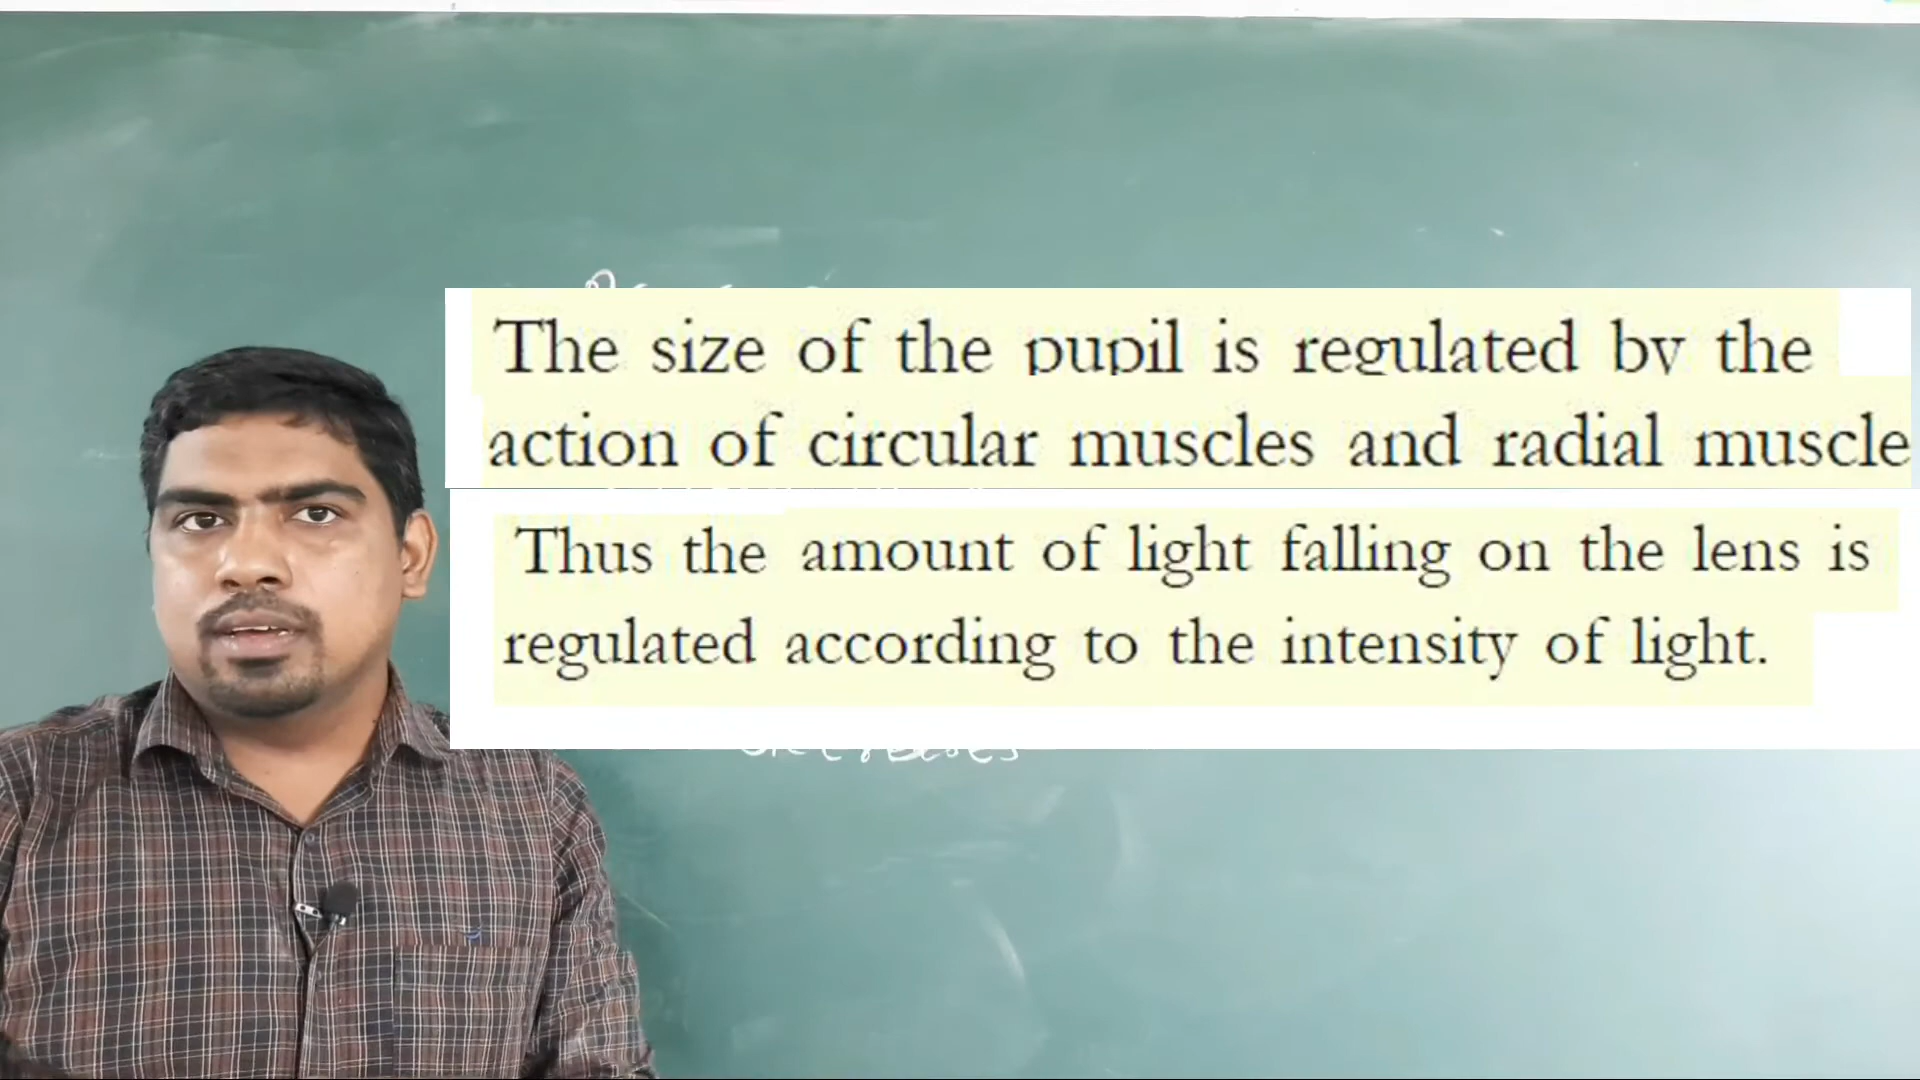 The size of the pupil is regulated by the
action of circular muscles and radial muscle
Thus the amount of light falling on the lens is
regulated according to the intensity of light.